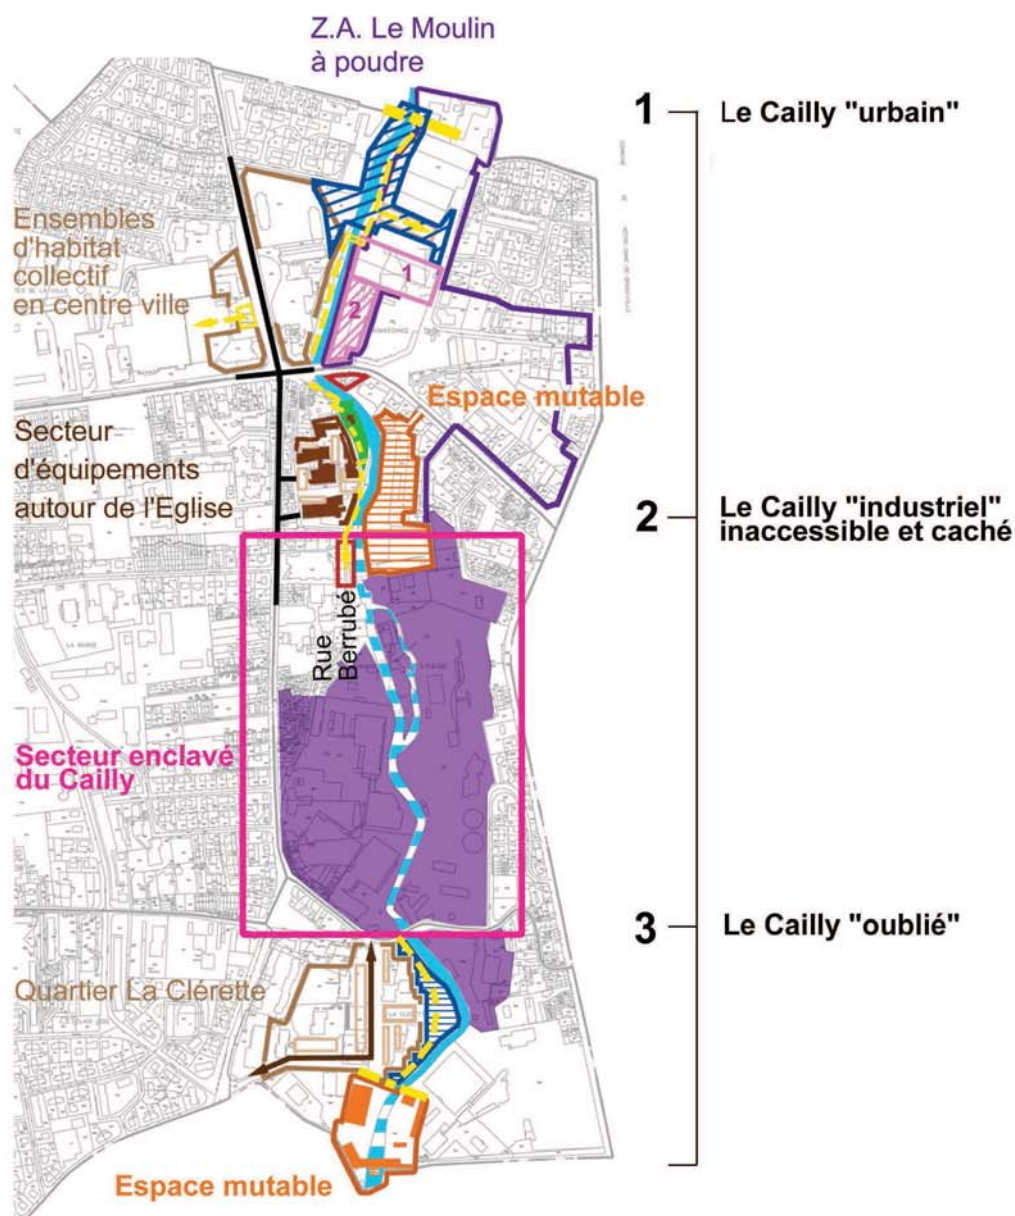 Z.A. Le Moulin
à poudre
1 Le Cailly "urbain"
Ensembles
d'habitat
collectif
en centre ville
1
2
Espace mutable
Secteur
d'équipements
autour de l'Eglise
2 Le Cailly "industriel"
inaccessible et caché
Rue
Berrubé
Secteur enclavé
du Cailly
3 Le Cailly "oublié"
Quartier La Clérette
Espace mutable